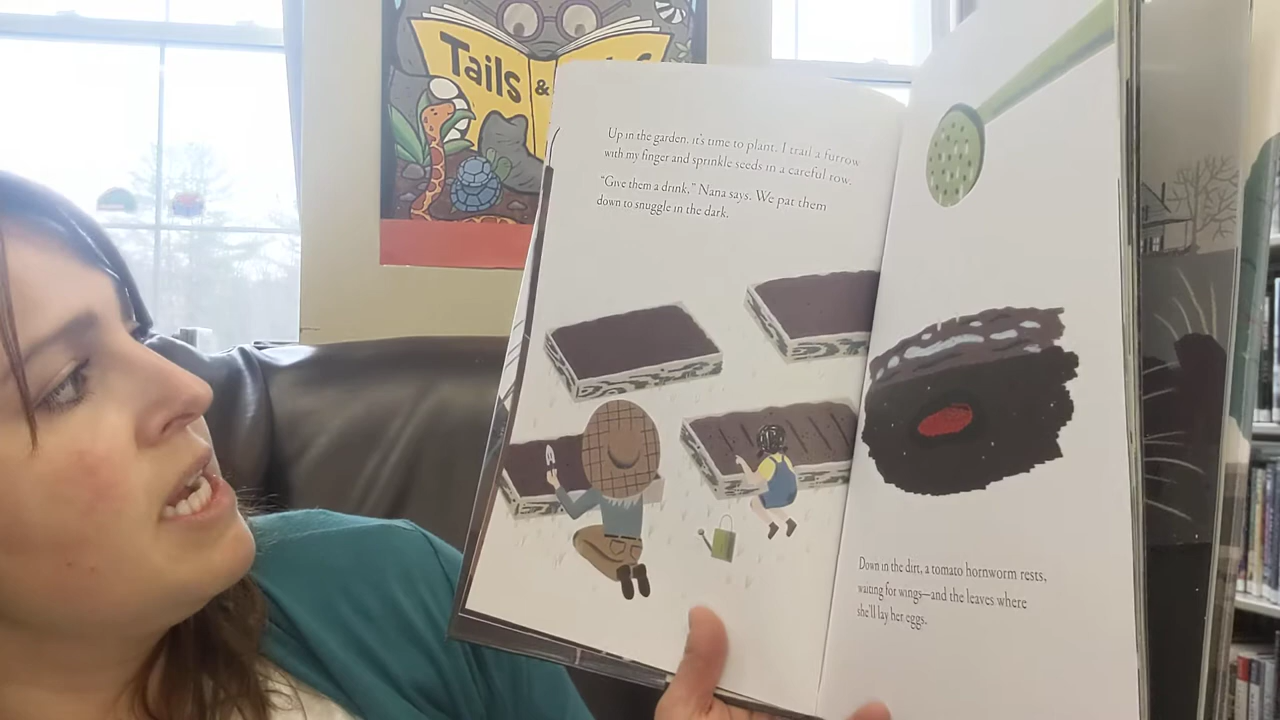 Tails &
Up in the garden, it's time to plant. I trail a furrow
with my finger and sprinkle seeds in a careful row.
"Give them a drink," Nana says. We pat them
down to snuggle in the dark.
Down in the dirt, a tomato hornworm rests,
waiting for wings—and the leaves where
she'll lay her eggs.